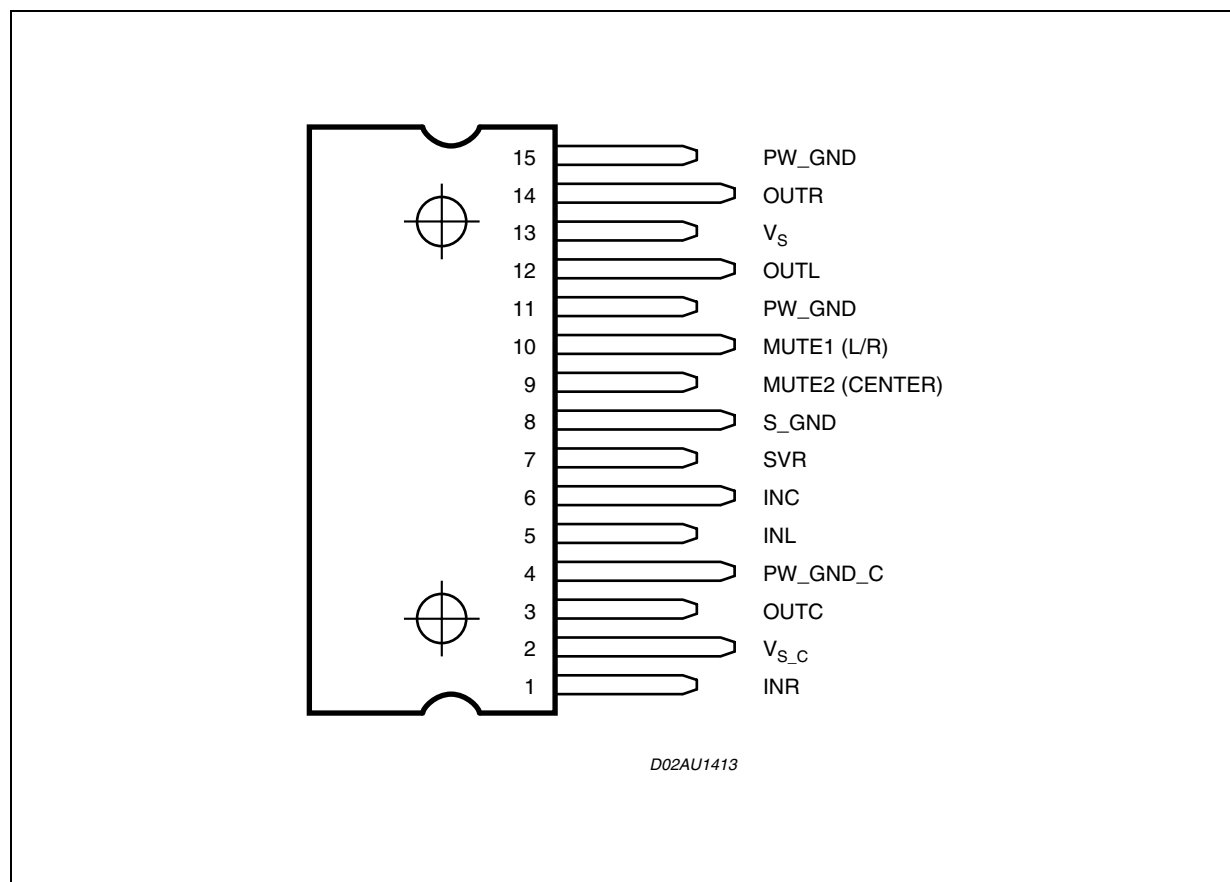 15 PW_GND
14 OUTR
13 VS
12 OUTL
11 PW_GND
10 MUTE1 (L/R)
9 MUTE2 (CENTER)
8 S_GND
7 SVR
6 INC
5 INL
4 PW_GND_C
3 OUTC
2 VS_C
1 INR
D02AU1413